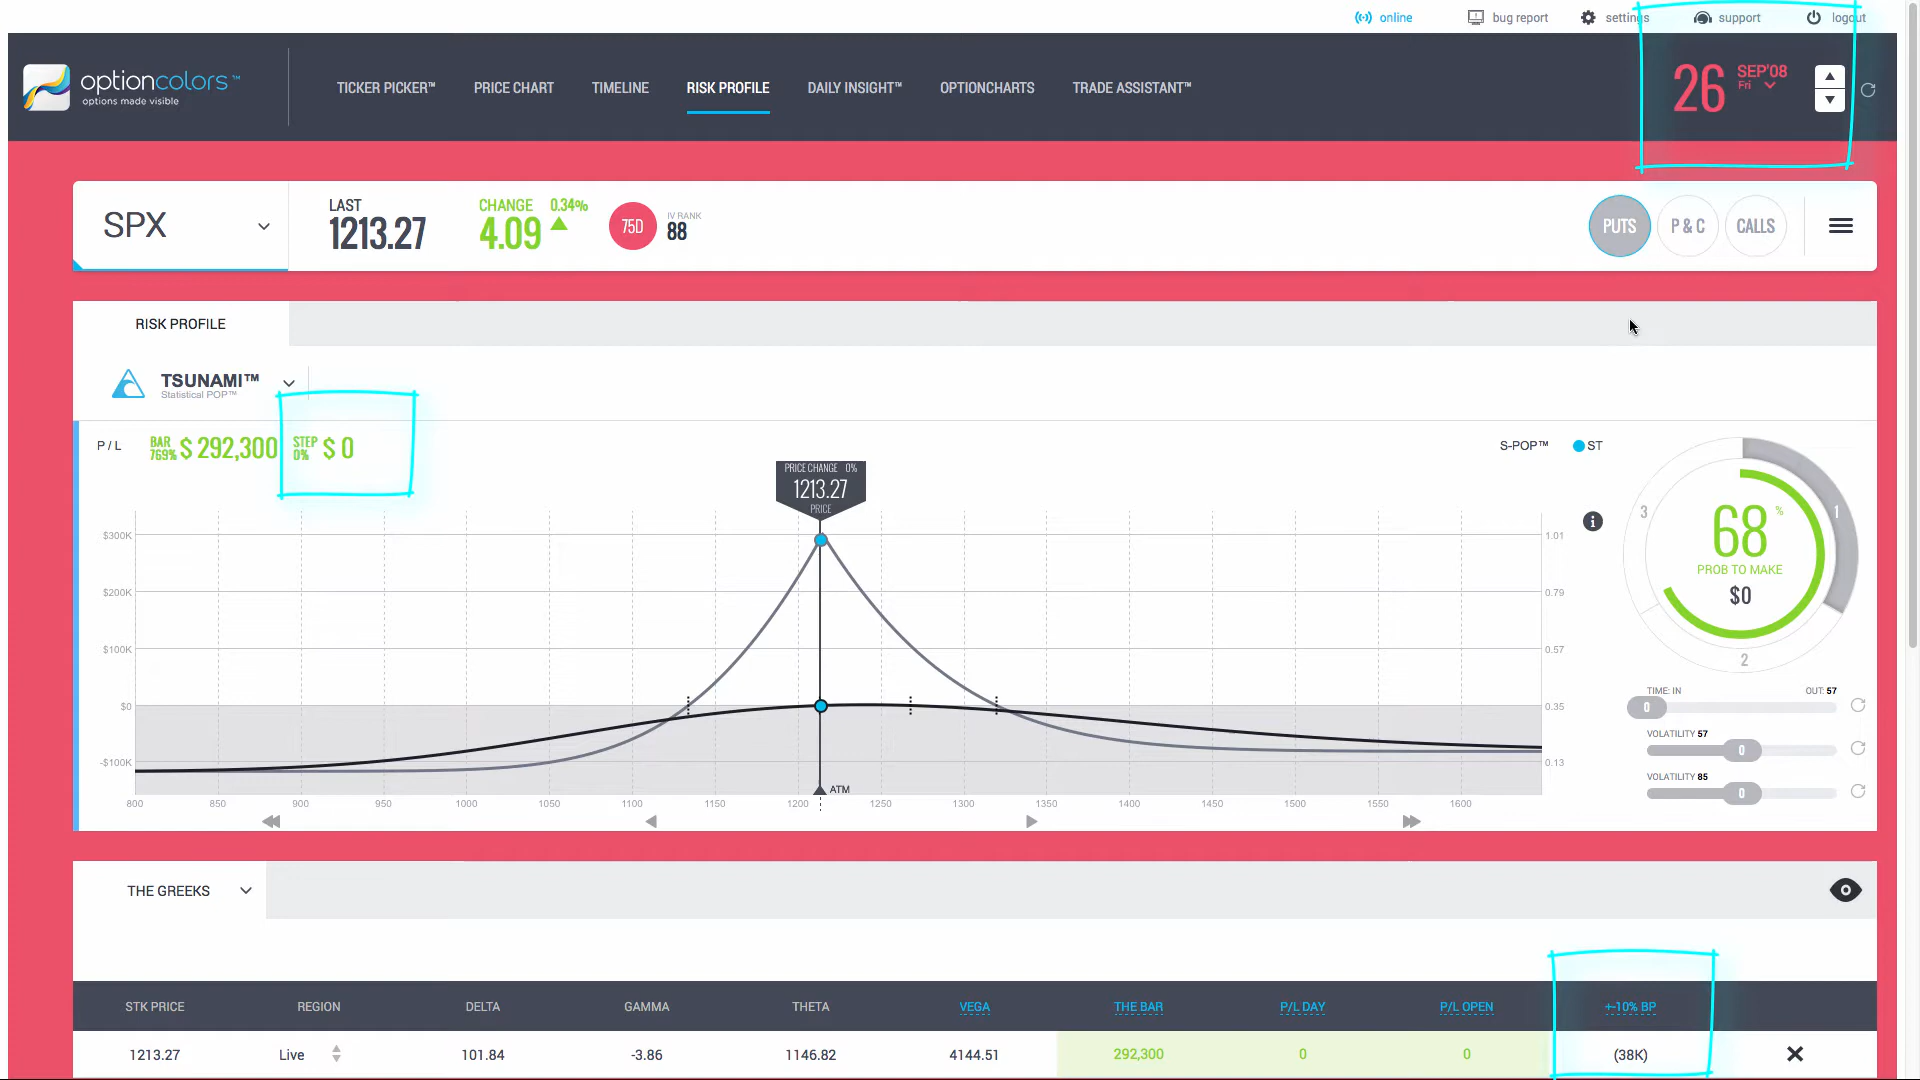 online bug report settings support logout
optioncolors™
options made visible
TICKER PICKER™ PRICE CHART TIMELINE RISK PROFILE DAILY INSIGHT™ OPTIONCHARTS TRADE ASSISTANT™
26 SEP'08
Fri
SPX
LAST
1213.27
CHANGE 0.34%
4.09
75D
IV RANK
88
PUTS P & C CALLS
RISK PROFILE
TSUNAMI™
Statistical POP™
P / L
BAR
769%
$ 292,300
STEP
0%
$ 0
S-POP™ ST
PRICE CHANGE 0%
1213.27
PRICE
$300K
$200K
$100K
$0
-$100K
1.01
0.79
0.57
0.35
0.13
ATM
800 850 900 950 1000 1050 1100 1150 1200 1250 1300 1350 1400 1450 1500 1550 1600
1
2
3
68 %
PROB TO MAKE
$0
TIME: IN OUT: 57
0
VOLATILITY 57
0
VOLATILITY 85
0
THE GREEKS
STK PRICE REGION DELTA GAMMA THETA VEGA THE BAR P/L DAY P/L OPEN +-10% BP
1213.27 Live 101.84 -3.86 1146.82 4144.51 292,300 0 0 (38K)